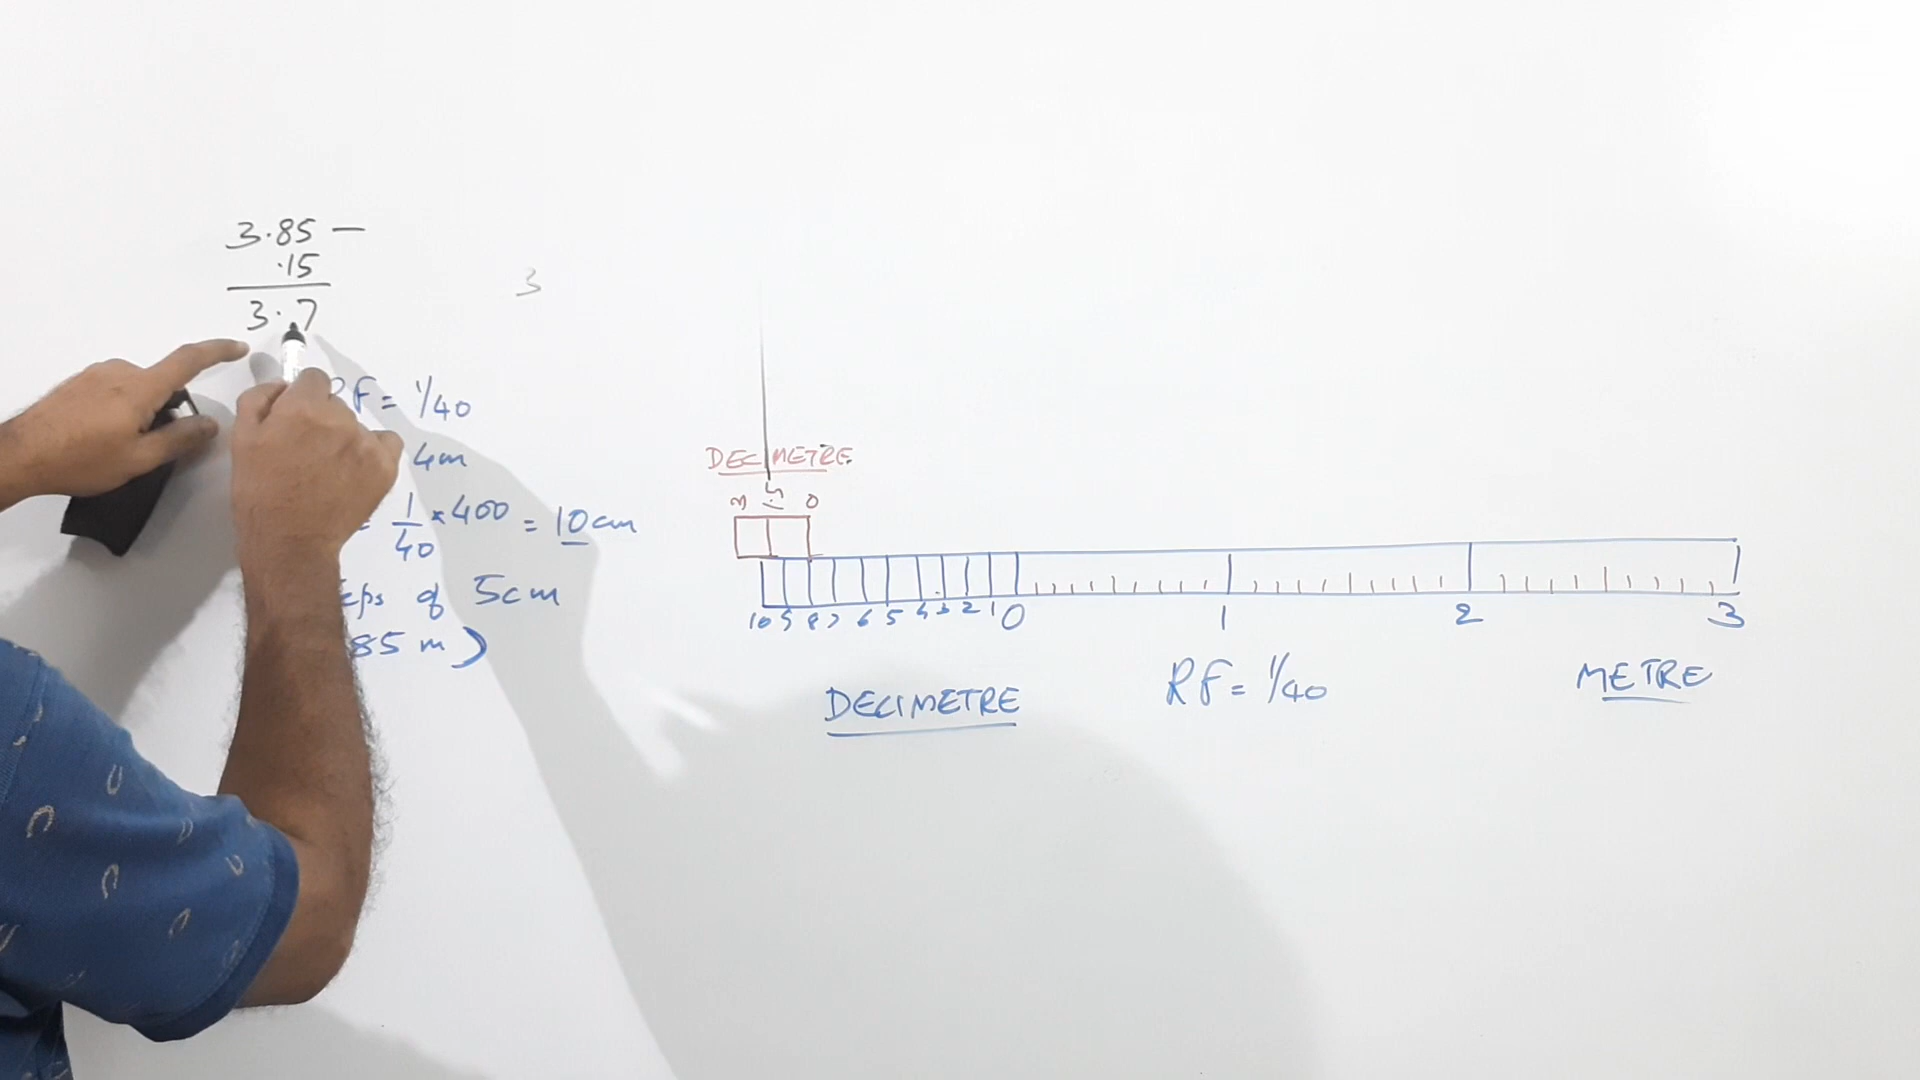 3.85 —
.15
3.7
3
RF = 1/40
4m
= 1/40 × 400 = 10cm
of 5cm
85 m)
DECIMETRE
0
10 9 8 7 6 5 4 3 2 1 0 1 2 3
DECIMETRE RF = 1/40 METRE